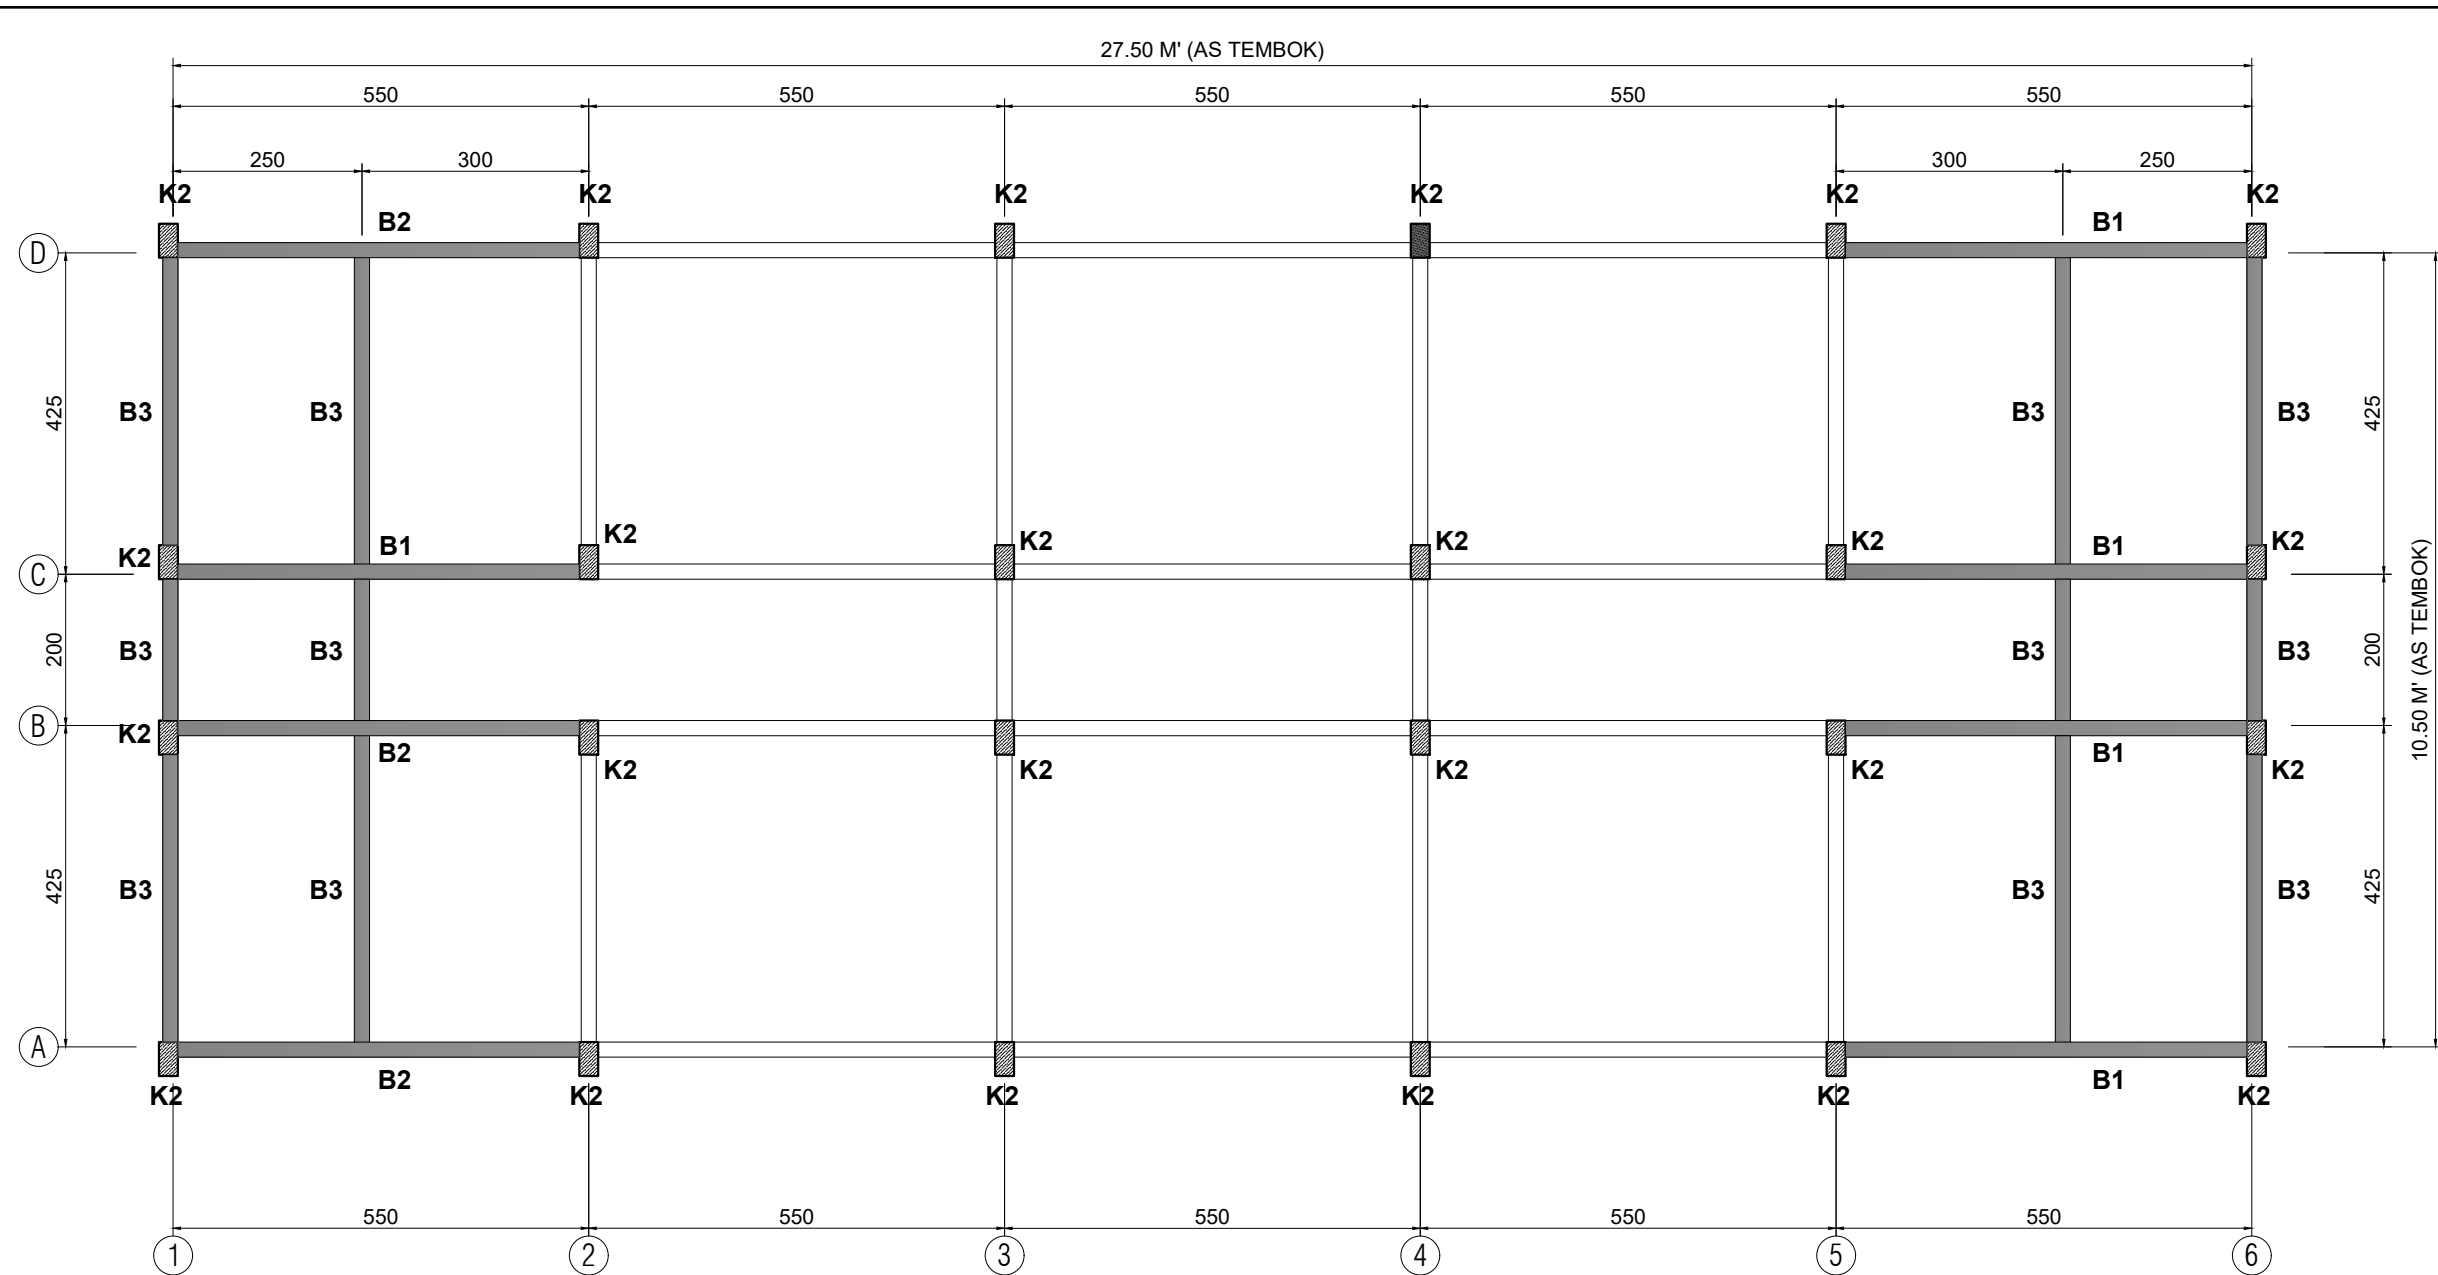 27.50 M' (AS TEMBOK)
550 550 550 550 550
250 300 300 250
K2 K2 K2 K2 K2 K2
B2 B1
D
425 B3 B3 B3 B3 425
K2 B1 K2 K2 K2 K2 B1 K2
C
10.50 M' (AS TEMBOK)
200 B3 B3 B3 B3 200
B
K2 B2 K2 K2 K2 K2 B1 K2
425 B3 B3 B3 B3 425
A
B2 B1
K2 K2 K2 K2 K2 K2
550 550 550 550 550
1 2 3 4 5 6